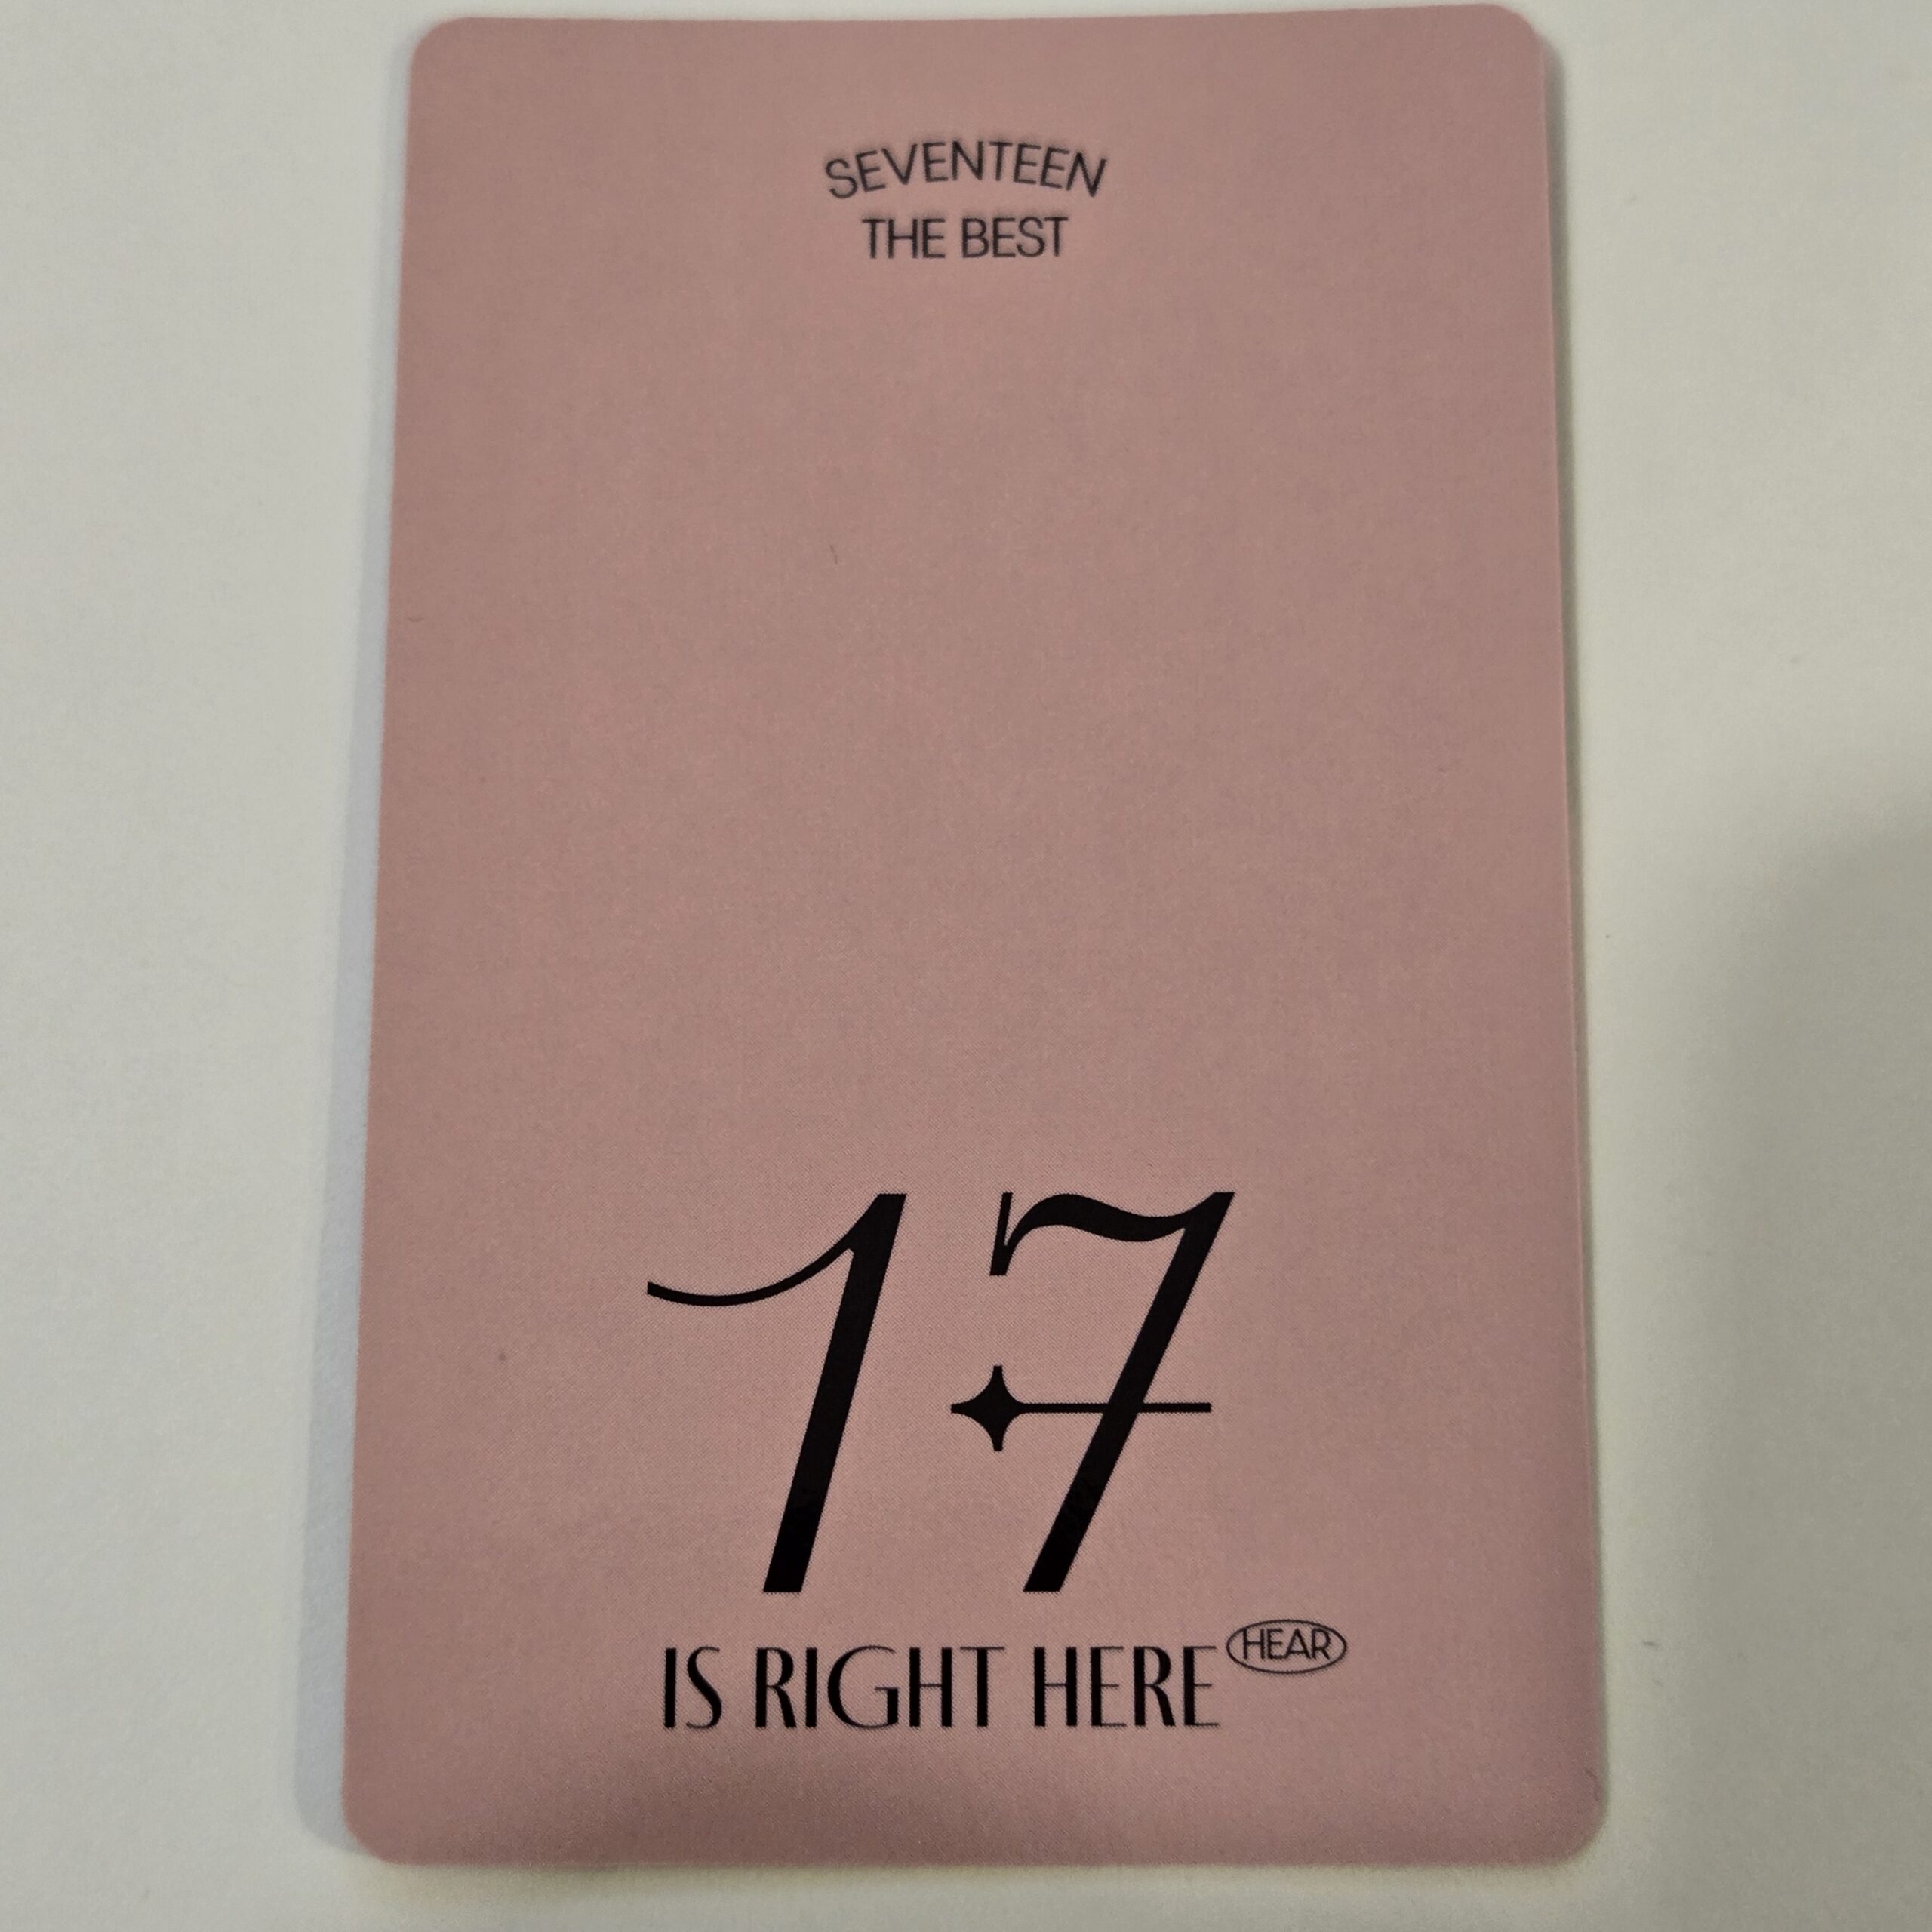 SEVENTEEN
THE BEST
17
IS RIGHT HERE HEAR